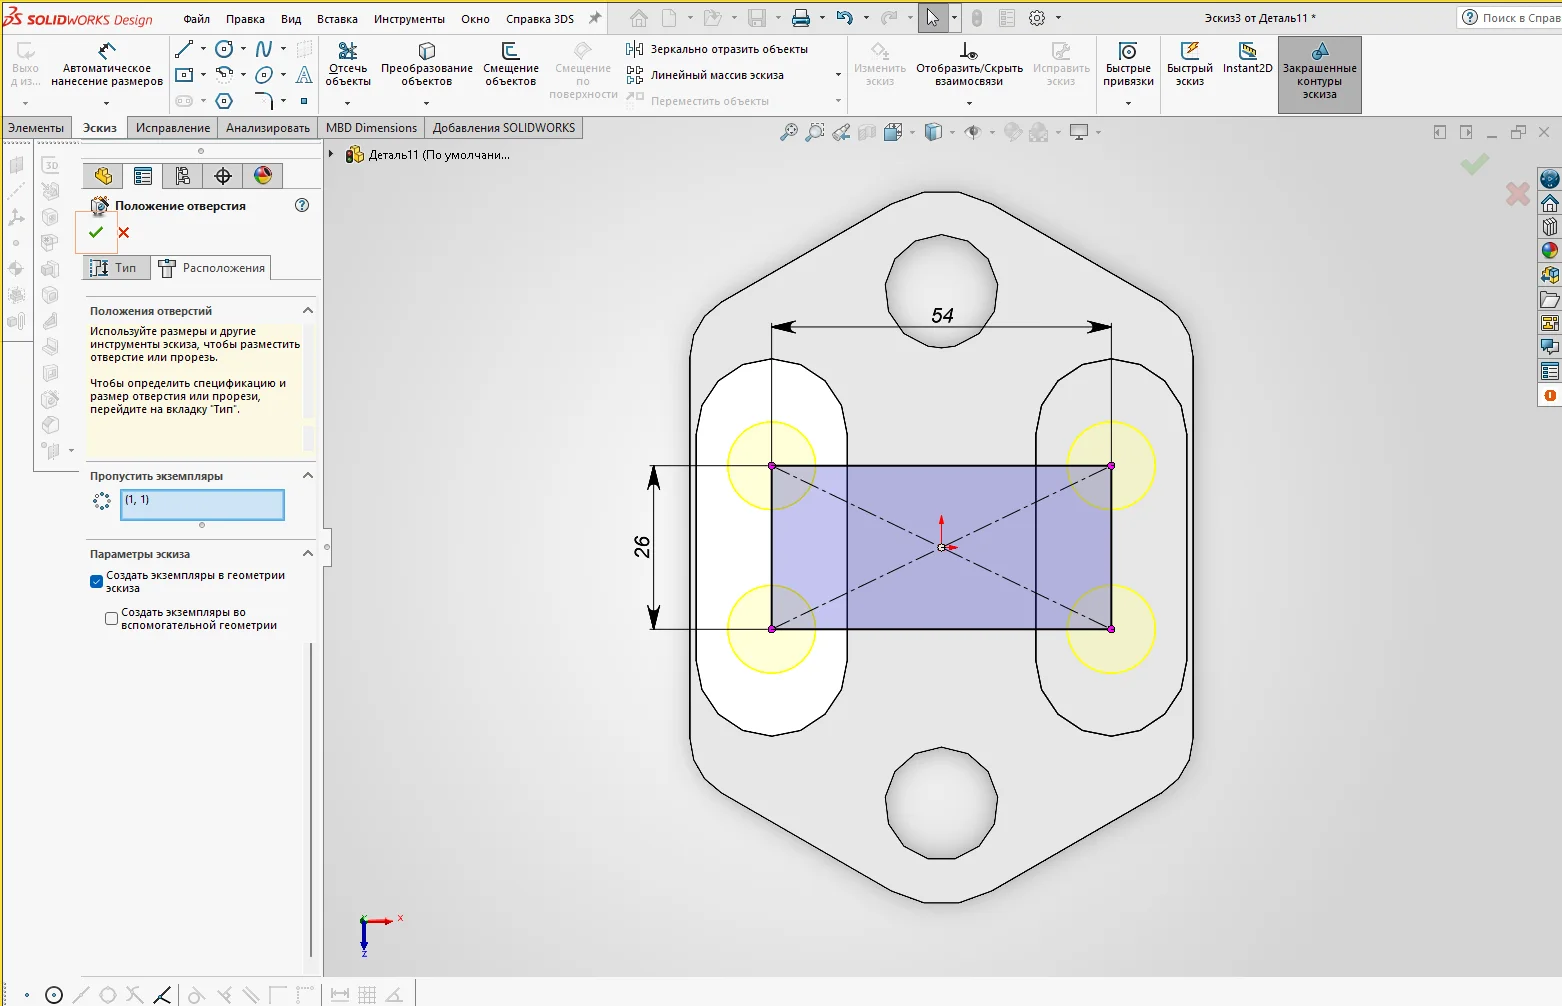 SOLIDWORKS Design
Файл Правка Вид Вставка Инструменты Окно Справка 3DS
Эскиз3 от Деталь11 *
Поиск в Справ
Выхо
д из...
Автоматическое
нанесение размеров
Отсечь
объекты
Преобразование
объектов
Смещение
объектов
Смещение
по
поверхности
Зеркально отразить объекты
Линейный массив эскиза
Переместить объекты
Изменить
эскиз
Отобразить/Скрыть
взаимосвязи
Исправить
эскиз
Быстрые
привязки
Быстрый
эскиз
Instant2D
Закрашенные
контуры
эскиза
Элементы Эскиз Исправление Анализировать MBD Dimensions Добавления SOLIDWORKS
Деталь11 (По умолчани...
3D
Положение отверстия
Тип
Расположения
Положения отверстий
Используйте размеры и другие
инструменты эскиза, чтобы разместить
отверстие или прорезь.
Чтобы определить спецификацию и
размер отверстия или прорези,
перейдите на вкладку "Тип".
Пропустить экземпляры
(1, 1)
Параметры эскиза
Создать экземпляры в геометрии
эскиза
Создать экземпляры во
вспомогательной геометрии
54
26
Y
X
Z